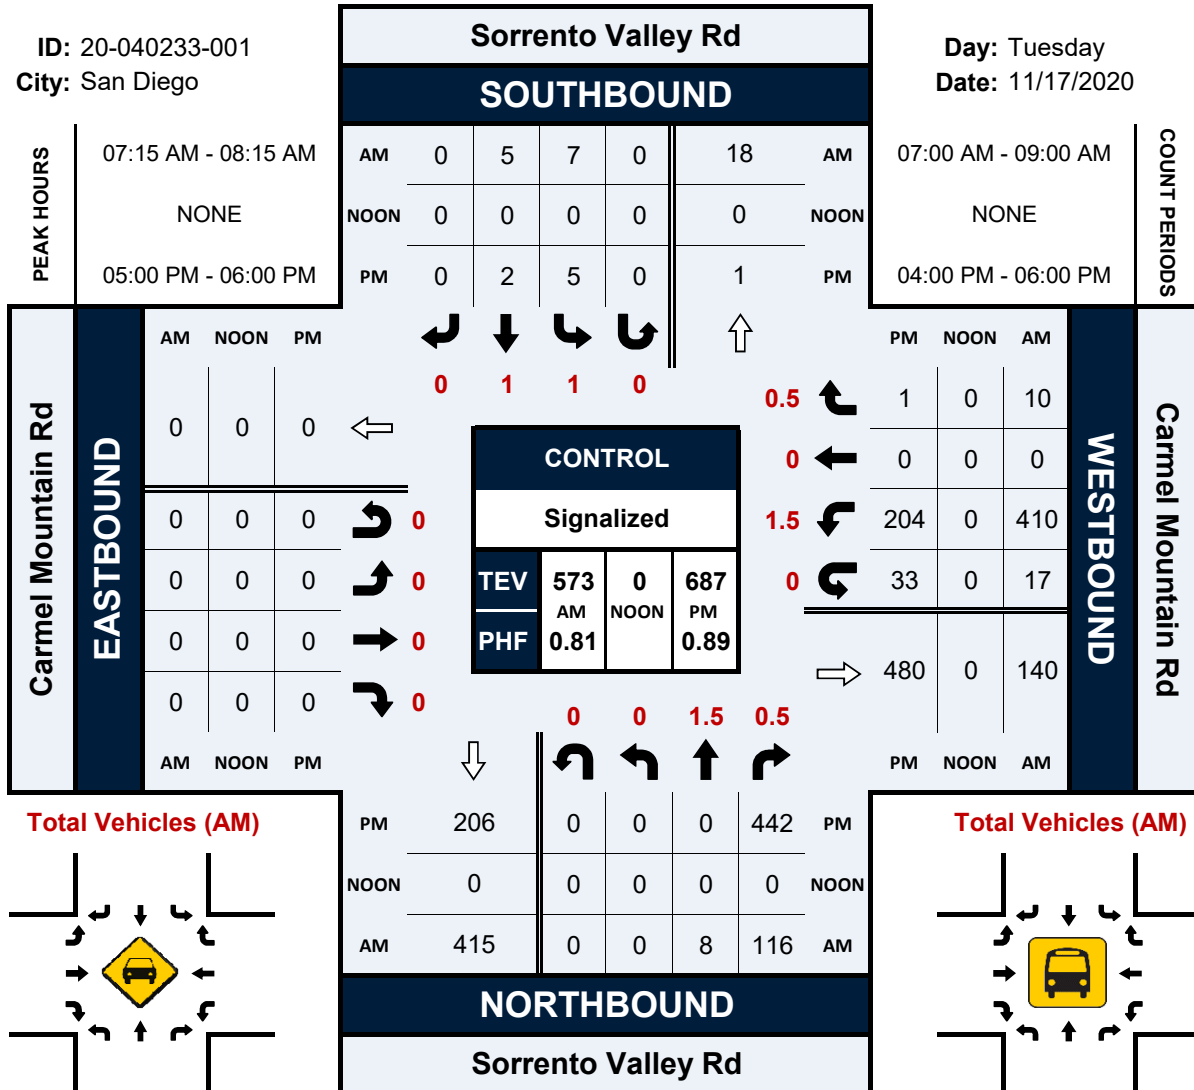 ID: 20-040233-001
City: San Diego
Sorrento Valley Rd
SOUTHBOUND
Day: Tuesday
Date: 11/17/2020
PEAK HOURS
07:15 AM - 08:15 AM
NONE
05:00 PM - 06:00 PM
AM 0 5 7 0 18 AM
NOON 0 0 0 0 0 NOON
PM 0 2 5 0 1 PM
07:00 AM - 09:00 AM
NONE
04:00 PM - 06:00 PM
COUNT PERIODS
0 1 1 0
Carmel Mountain Rd
EASTBOUND
AM NOON PM
0 0 0
0 0 0 0
0 0 0 0
0 0 0 0
0 0 0 0
AM NOON PM
CONTROL
Signalized
TEV 573 0 687
AM NOON PM
PHF 0.81 0.89
PM NOON AM
0.5 1 0 10
0 0 0 0
1.5 204 0 410
0 33 0 17
480 0 140
PM NOON AM
WESTBOUND
Carmel Mountain Rd
0 0 1.5 0.5
PM 206 0 0 0 442 PM
NOON 0 0 0 0 0 NOON
AM 415 0 0 8 116 AM
NORTHBOUND
Sorrento Valley Rd
Total Vehicles (AM)
Total Vehicles (AM)